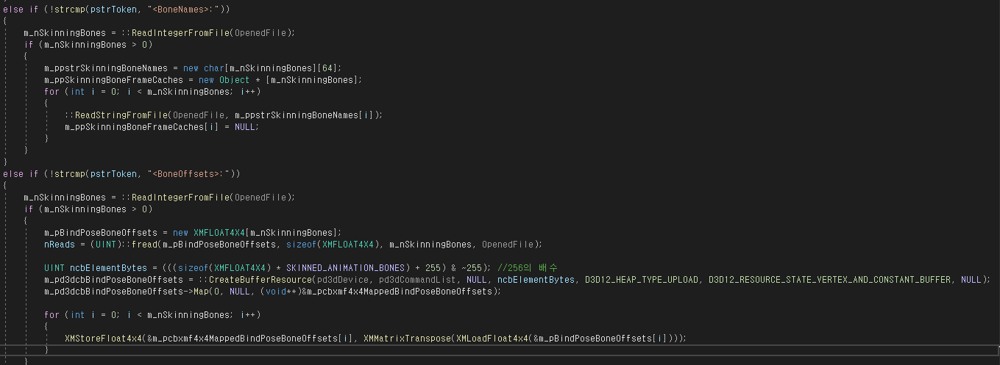 else if (!strcmp(pstrToken, "<BoneNames>:"))
{
m_nSkinningBones = ::ReadIntegerFromFile(OpenedFile);
if (m_nSkinningBones > 0)
{
m_ppstrSkinningBoneNames = new char[m_nSkinningBones][64];
m_ppSkinningBoneFrameCaches = new Object * [m_nSkinningBones];
for (int i = 0; i < m_nSkinningBones; i++)
{
::ReadStringFromFile(OpenedFile, m_ppstrSkinningBoneNames[i]);
m_ppSkinningBoneFrameCaches[i] = NULL;
}
}
}
else if (!strcmp(pstrToken, "<BoneOffsets>:"))
{
m_nSkinningBones = ::ReadIntegerFromFile(OpenedFile);
if (m_nSkinningBones > 0)
{
m_pBindPoseBoneOffsets = new XMFLOAT4X4[m_nSkinningBones];
nReads = (UINT)::fread(m_pBindPoseBoneOffsets, sizeof(XMFLOAT4X4), m_nSkinningBones, OpenedFile);
UINT ncbElementBytes = (((sizeof(XMFLOAT4X4) * SKINNED_ANIMATION_BONES) + 255) & ~255); //256의 배수
m_pd3dcbBindPoseBoneOffsets = ::CreateBufferResource(pd3dDevice, pd3dCommandList, NULL, ncbElementBytes, D3D12_HEAP_TYPE_UPLOAD, D3D12_RESOURCE_STATE_VERTEX_AND_CONSTANT_BUFFER, NULL);
m_pd3dcbBindPoseBoneOffsets->Map(0, NULL, (void**)&m_pcbxmf4x4MappedBindPoseBoneOffsets);
for (int i = 0; i < m_nSkinningBones; i++)
{
XMStoreFloat4x4(&m_pcbxmf4x4MappedBindPoseBoneOffsets[i], XMMatrixTranspose(XMLoadFloat4x4(&m_pBindPoseBoneOffsets[i])));
}
}